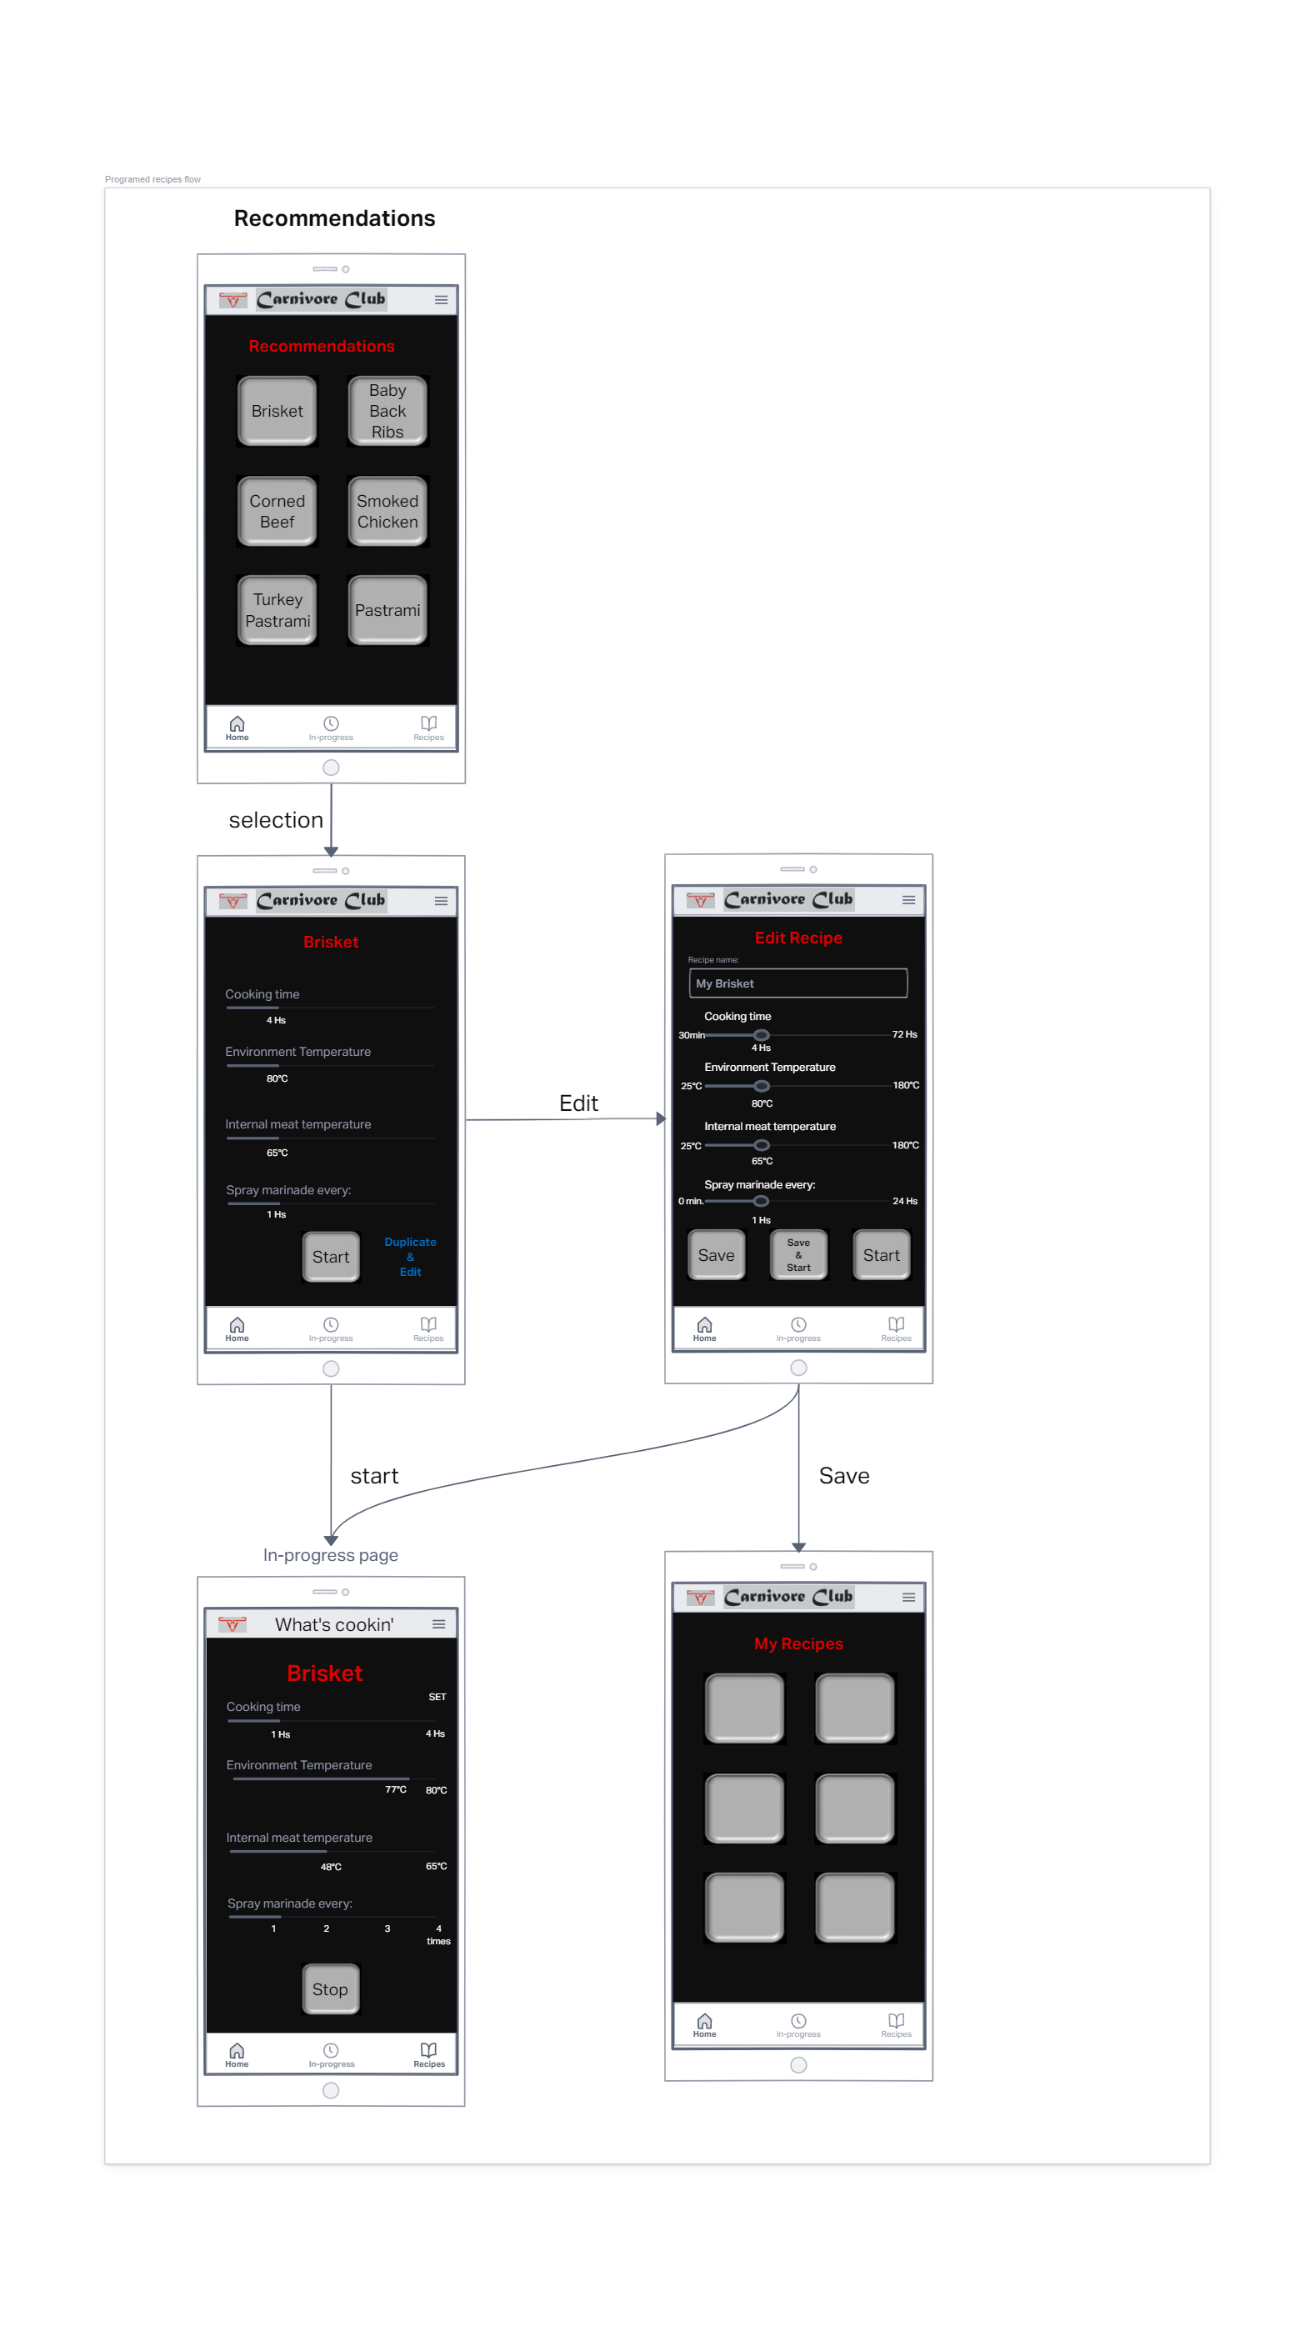 Programed recipes flow
Recommendations
Carnivore Club
Recommendations
Brisket
Baby
Back
Ribs
Corned
Beef
Smoked
Chicken
Turkey
Pastrami
Pastrami
Home
In-progress
Recipes
selection
Carnivore Club
Brisket
Cooking time
4 Hs
Environment Temperature
80°C
Internal meat temperature
65°C
Spray marinade every:
1 Hs
Start
Duplicate
&
Edit
Home
In-progress
Recipes
Edit
Carnivore Club
Edit Recipe
Recipe name:
My Brisket
Cooking time
30min
72 Hs
4 Hs
Environment Temperature
25°C
180°C
80°C
Internal meat temperature
25°C
180°C
65°C
Spray marinade every:
0 min.
24 Hs
1 Hs
Save
Save
&
Start
Start
Home
In-progress
Recipes
start
Save
In-progress page
What's cookin'
Brisket
SET
Cooking time
1 Hs
4 Hs
Environment Temperature
77°C
80°C
Internal meat temperature
48°C
65°C
Spray marinade every:
1
2
3
4
times
Stop
Home
In-progress
Recipes
Carnivore Club
My Recipes
Home
In-progress
Recipes